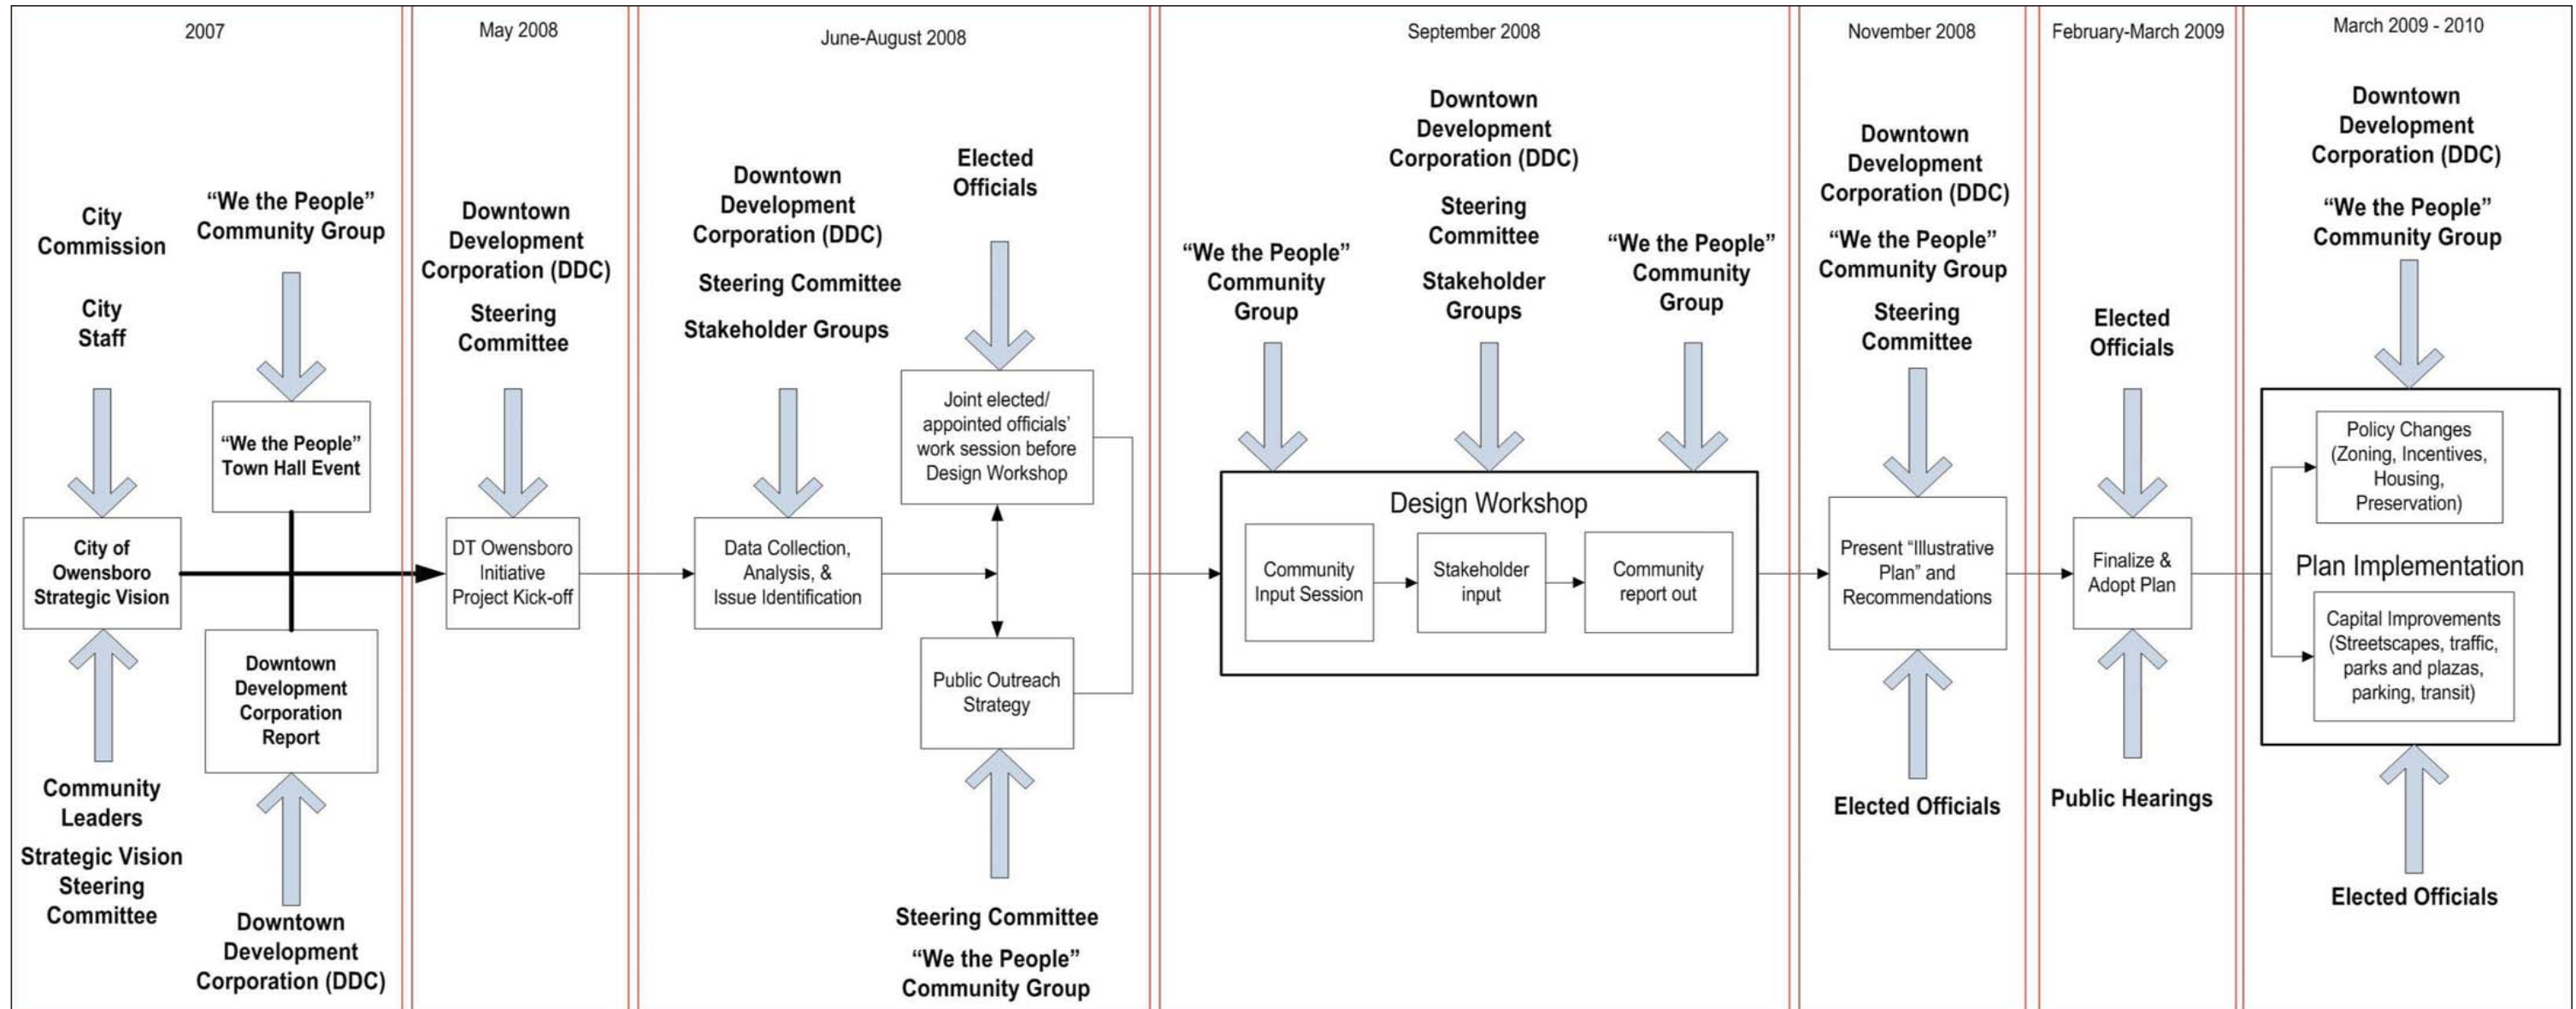 2007
City
Commission
City
Staff
“We the People”
Community Group
“We the People”
Town Hall Event
City of
Owensboro
Strategic Vision
Downtown
Development
Corporation
Report
Community
Leaders
Strategic Vision
Steering
Committee
Downtown
Development
Corporation (DDC)
May 2008
Downtown
Development
Corporation (DDC)
Steering
Committee
DT Owensboro
Initiative
Project Kick-off
June-August 2008
Downtown
Development
Corporation (DDC)
Steering Committee
Stakeholder Groups
Data Collection,
Analysis, &
Issue Identification
Elected
Officials
Joint elected/
appointed officials’
work session before
Design Workshop
Public Outreach
Strategy
Steering Committee
“We the People”
Community Group
September 2008
“We the People”
Community
Group
Downtown
Development
Corporation (DDC)
Steering
Committee
Stakeholder
Groups
“We the People”
Community
Group
Design Workshop
Community
Input Session
Stakeholder
input
Community
report out
November 2008
Downtown
Development
Corporation (DDC)
“We the People”
Community Group
Steering
Committee
Present “Illustrative
Plan” and
Recommendations
Elected Officials
February-March 2009
Elected
Officials
Finalize &
Adopt Plan
Public Hearings
March 2009 - 2010
Downtown
Development
Corporation (DDC)
“We the People”
Community Group
Policy Changes
(Zoning, Incentives,
Housing,
Preservation)
Plan Implementation
Capital Improvements
(Streetscapes, traffic,
parks and plazas,
parking, transit)
Elected Officials